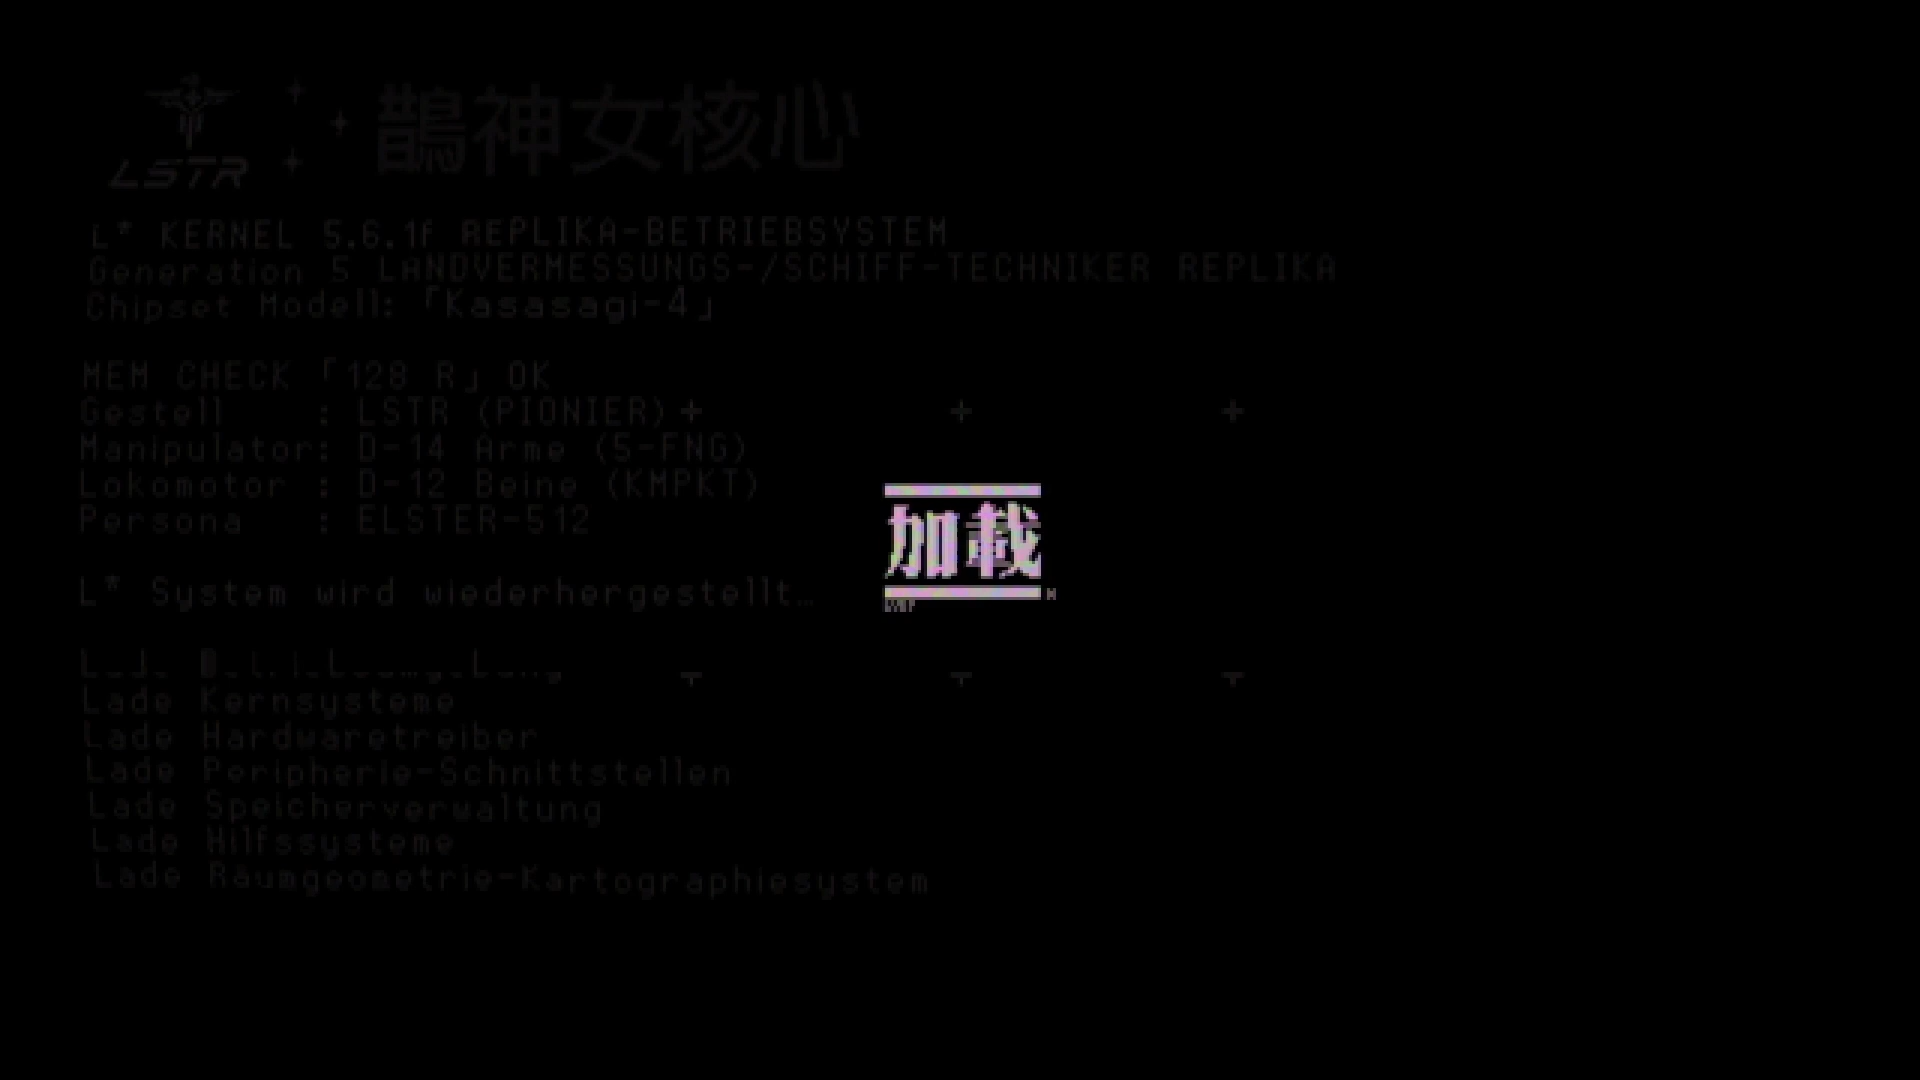 LSTR
鵲神女核心
L* KERNEL 5.6.1f REPLIKA-BETRIEBSYSTEM
Generation 5 LANDVERMESSUNGS-/SCHIFF-TECHNIKER REPLIKA
Chipset Modell: 「Kasasagi-4」
MEM CHECK 「128 R」 OK
Gestell : LSTR (PIONIER)
Manipulator: D-14 Arme (5-FNG)
Lokomotor : D-12 Beine (KMPKT)
Persona : ELSTER-512
加載
L* System wird wiederhergestellt…
Lade
Lade Kernsysteme
Lade Hardwaretreiber
Lade Peripherie-Schnittstellen
Lade Speicherverwaltung
Lade Hilfssysteme
Lade Raumgeometrie-Kartographiesystem